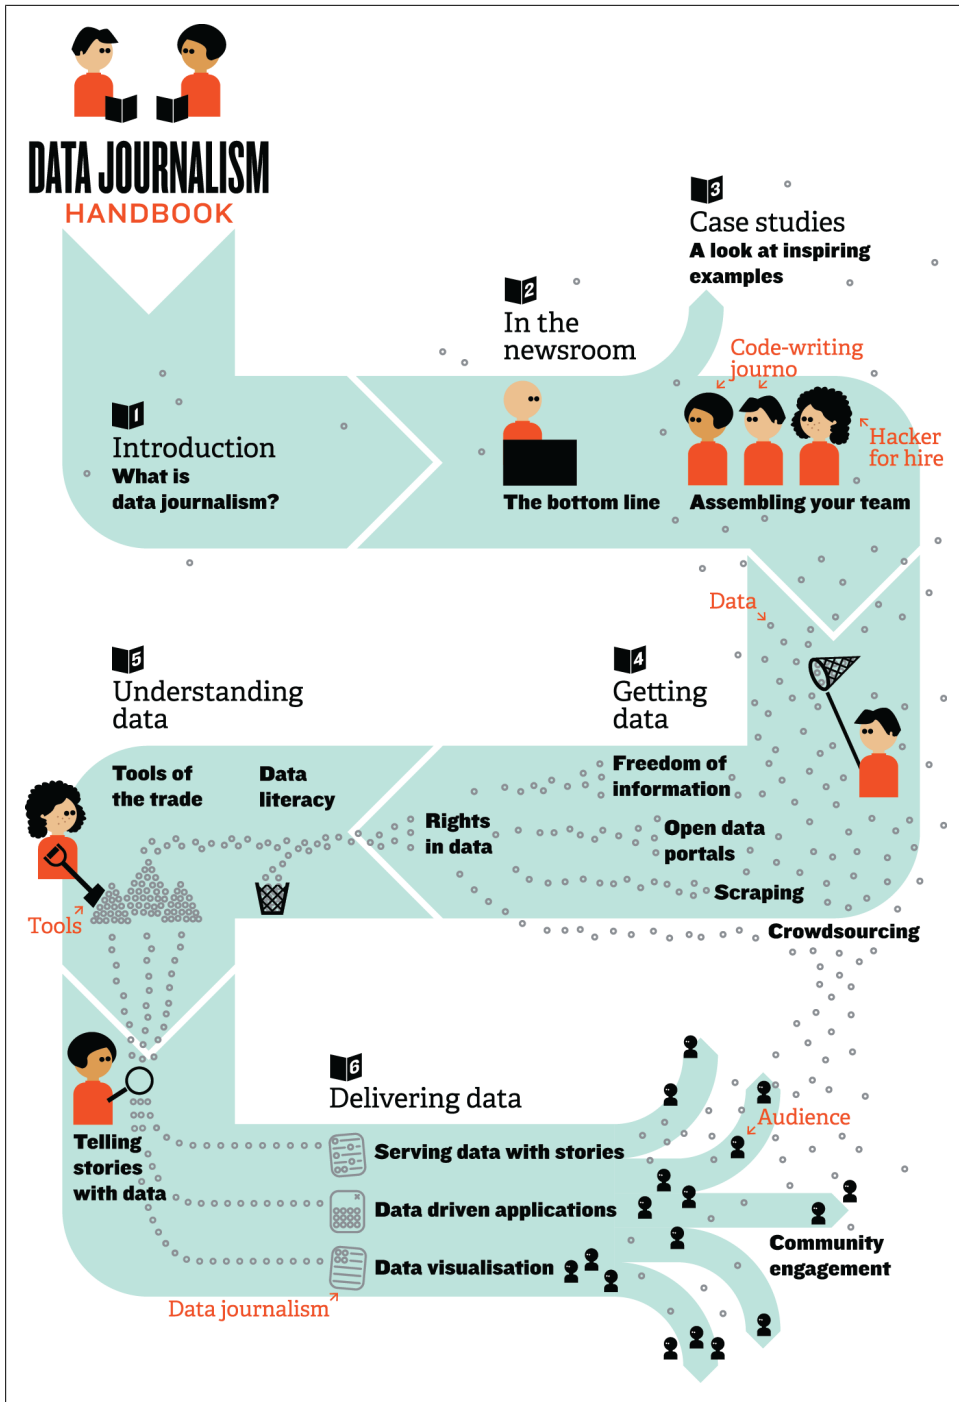 DATA JOURNALISM
HANDBOOK
1
Introduction
What is
data journalism?
2
In the
newsroom
The bottom line
3
Case studies
A look at inspiring
examples
Code-writing
journo
Hacker
for hire
Assembling your team
Data
4
Getting
data
Freedom of
information
Open data
portals
Scraping
Crowdsourcing
Rights
in data
5
Understanding
data
Tools of
the trade
Data
literacy
Tools
Telling
stories
with data
6
Delivering data
Serving data with stories
Data driven applications
Data visualisation
Data journalism
Audience
Community
engagement